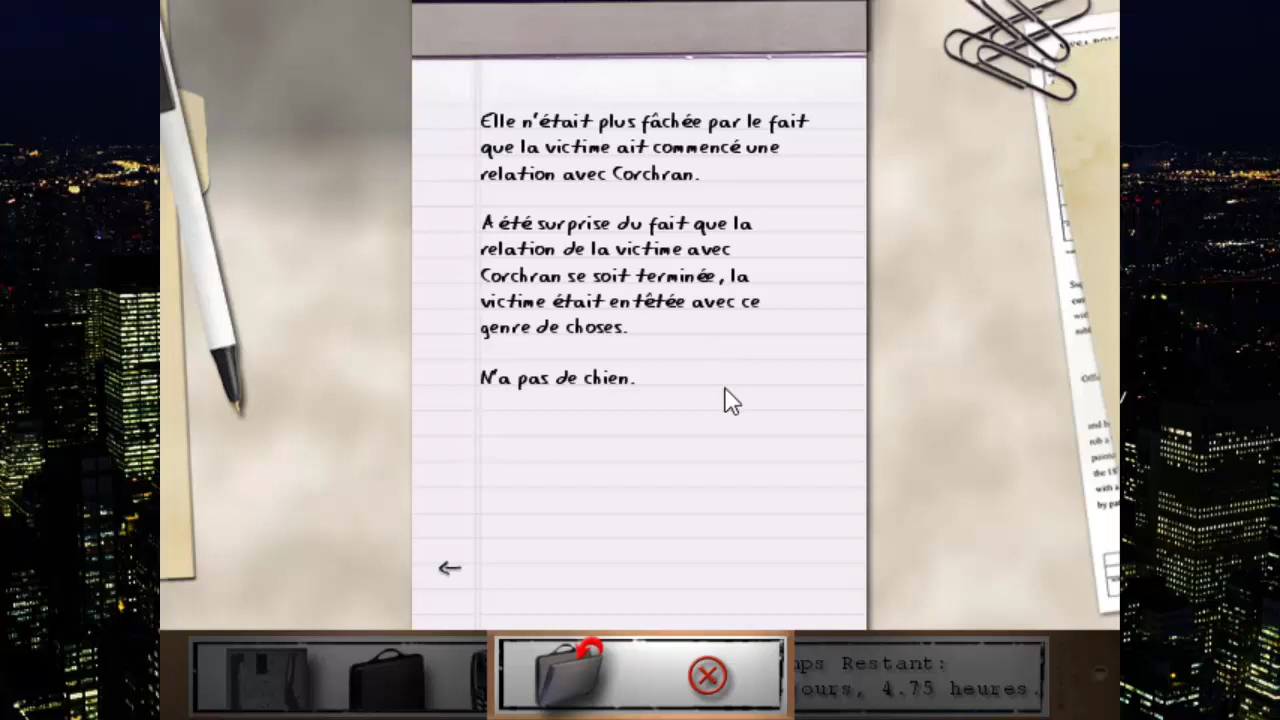 Elle n'était plus fâchée par le fait
que la victime ait commencé une
relation avec Corchran.
A été surprise du fait que la
relation de la victime avec
Corchran se soit terminée, la
victime était entêtée avec ce
genre de choses.
N'a pas de chien.
Restant:
4.75 heures.